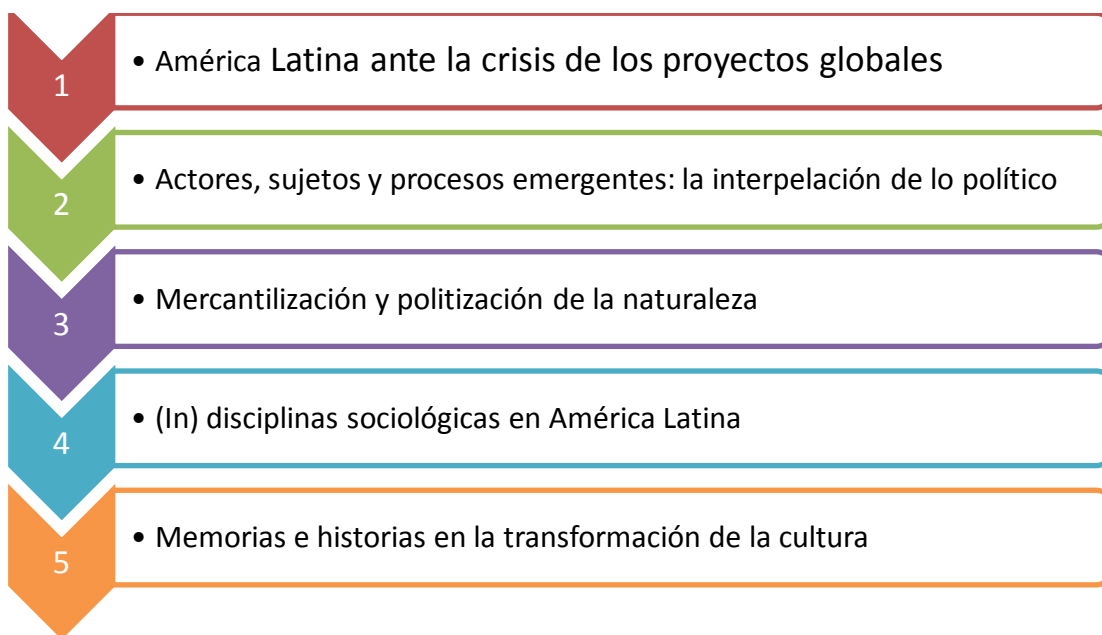 1
• América Latina ante la crisis de los proyectos globales
2
• Actores, sujetos y procesos emergentes: la interpelación de lo político
3
• Mercantilización y politización de la naturaleza
4
• (In) disciplinas sociológicas en América Latina
5
• Memorias e historias en la transformación de la cultura